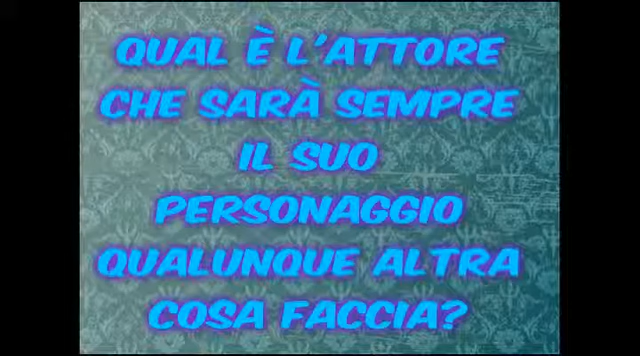 QUAL È L'ATTORE
CHE SARÀ SEMPRE
IL SUO
PERSONAGGIO
QUALUNQUE ALTRA
COSA FACCIA?